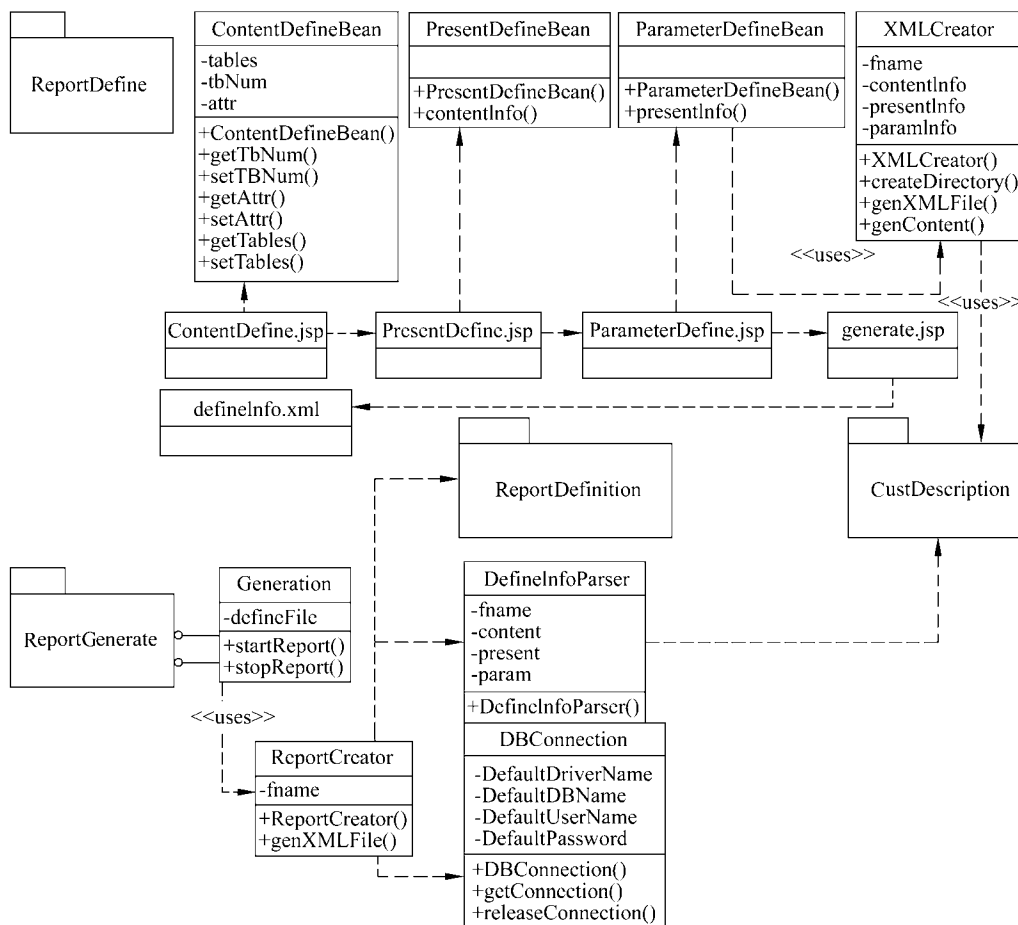 ReportDefine
ContentDefineBean
-tables
-tbNum
-attr
+ContentDefineBean()
+getTbNum()
+setTBNum()
+getAttr()
+setAttr()
+getTables()
+setTables()
PresentDefineBean
+PresentDefineBean()
+contentInfo()
ParameterDefineBean
+ParameterDefineBean()
+presentInfo()
XMLCreator
-fname
-contentInfo
-presentInfo
-paramInfo
+XMLCreator()
+createDirectory()
+genXMLFile()
+genContent()
<<uses>>
<<uses>>
ContentDefine.jsp
PresentDefine.jsp
ParameterDefine.jsp
generate.jsp
defineInfo.xml
ReportDefinition
CustDescription
ReportGenerate
Generation
-defineFile
+startReport()
+stopReport()
<<uses>>
ReportCreator
-fname
+ReportCreator()
+genXMLFile()
DefineInfoParser
-fname
-content
-present
-param
+DefineInfoParser()
DBConnection
-DefaultDriverName
-DefaultDBName
-DefaultUserName
-DefaultPassword
+DBConnection()
+getConnection()
+releaseConnection()